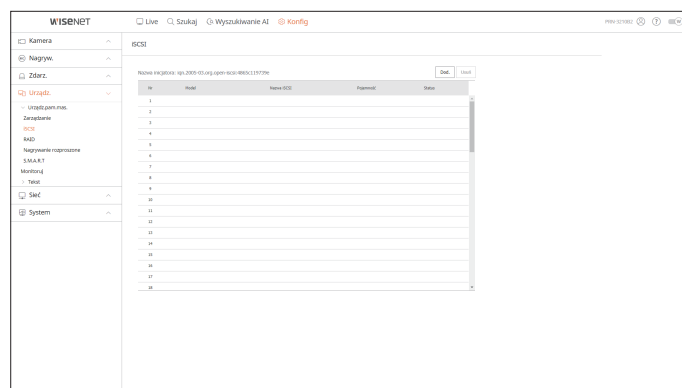 WISENET
Live Szukaj Wyszukiwanie AI Konfig
Kamera
Nagryw.
Zdarz.
Urządz.
Urządz.pam.mas.
Zarządzanie
iSCSI
RAID
Nagrywanie rozproszone
S.M.A.R.T
Monitoruj
Tekst
Sieć
System
iSCSI
Nazwa inicjatora: Dod. Usuń
Nr Model Nazwa iSCSI Pojemność Status
1
2
3
4
5
6
7
8
9
10
11
12
13
14
15
16
17
18